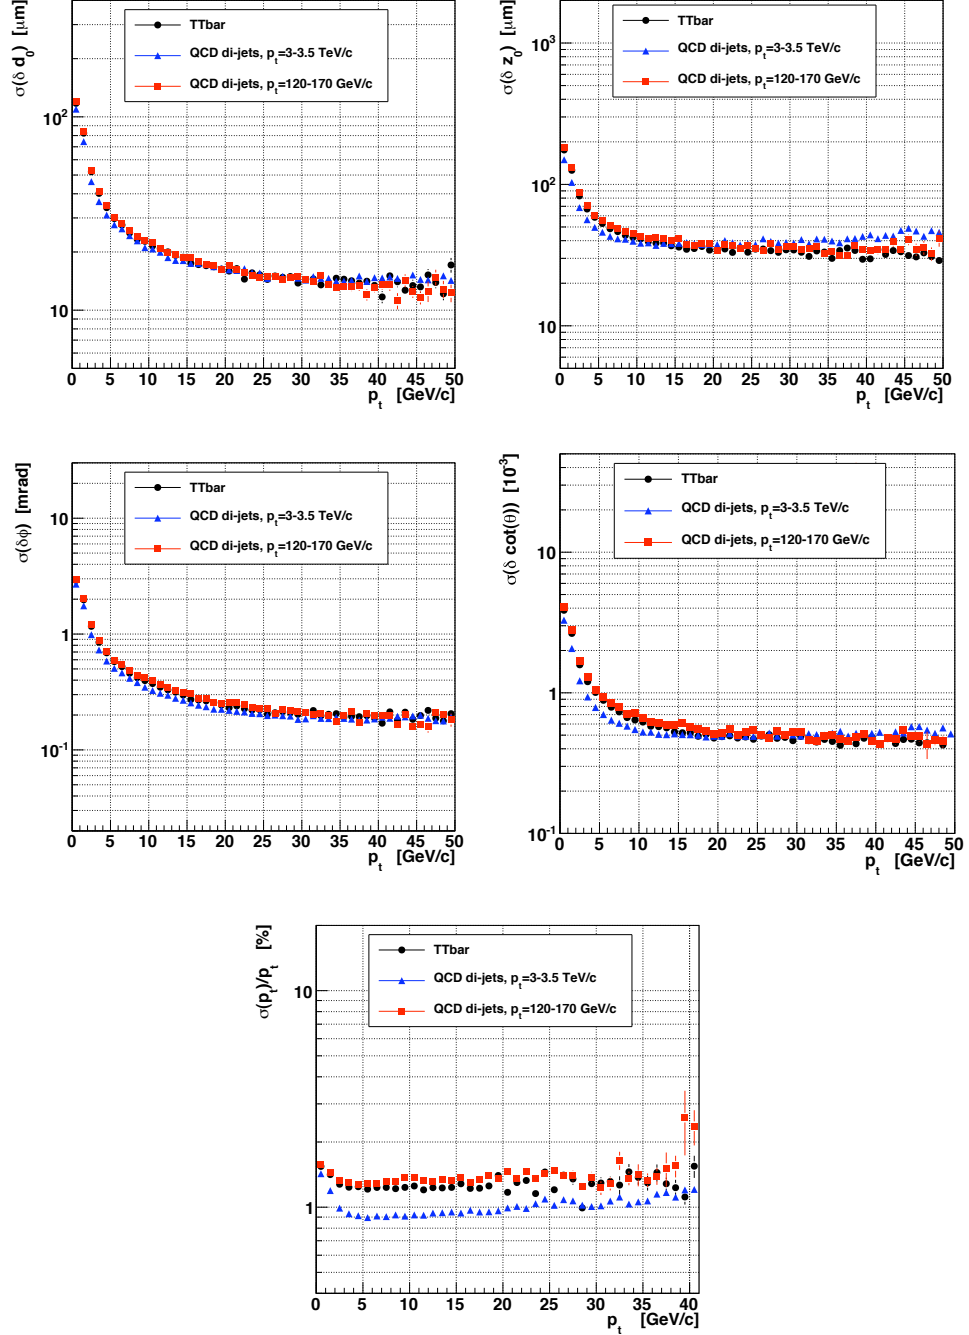 σ(δ d₀) [μm]
TTbar
QCD di-jets, pₜ=3-3.5 TeV/c
QCD di-jets, pₜ=120-170 GeV/c
10²
10
0 5 10 15 20 25 30 35 40 45 50
pₜ [GeV/c]
σ(δ z₀) [μm]
TTbar
QCD di-jets, pₜ=3-3.5 TeV/c
QCD di-jets, pₜ=120-170 GeV/c
10³
10²
10
0 5 10 15 20 25 30 35 40 45 50
pₜ [GeV/c]
σ(δφ) [mrad]
TTbar
QCD di-jets, pₜ=3-3.5 TeV/c
QCD di-jets, pₜ=120-170 GeV/c
10
1
10⁻¹
0 5 10 15 20 25 30 35 40 45 50
pₜ [GeV/c]
σ(δ cot(θ)) [10⁻³]
TTbar
QCD di-jets, pₜ=3-3.5 TeV/c
QCD di-jets, pₜ=120-170 GeV/c
10
1
10⁻¹
0 5 10 15 20 25 30 35 40 45 50
pₜ [GeV/c]
σ(pₜ)/pₜ [%]
TTbar
QCD di-jets, pₜ=3-3.5 TeV/c
QCD di-jets, pₜ=120-170 GeV/c
10
1
0 5 10 15 20 25 30 35 40
pₜ [GeV/c]